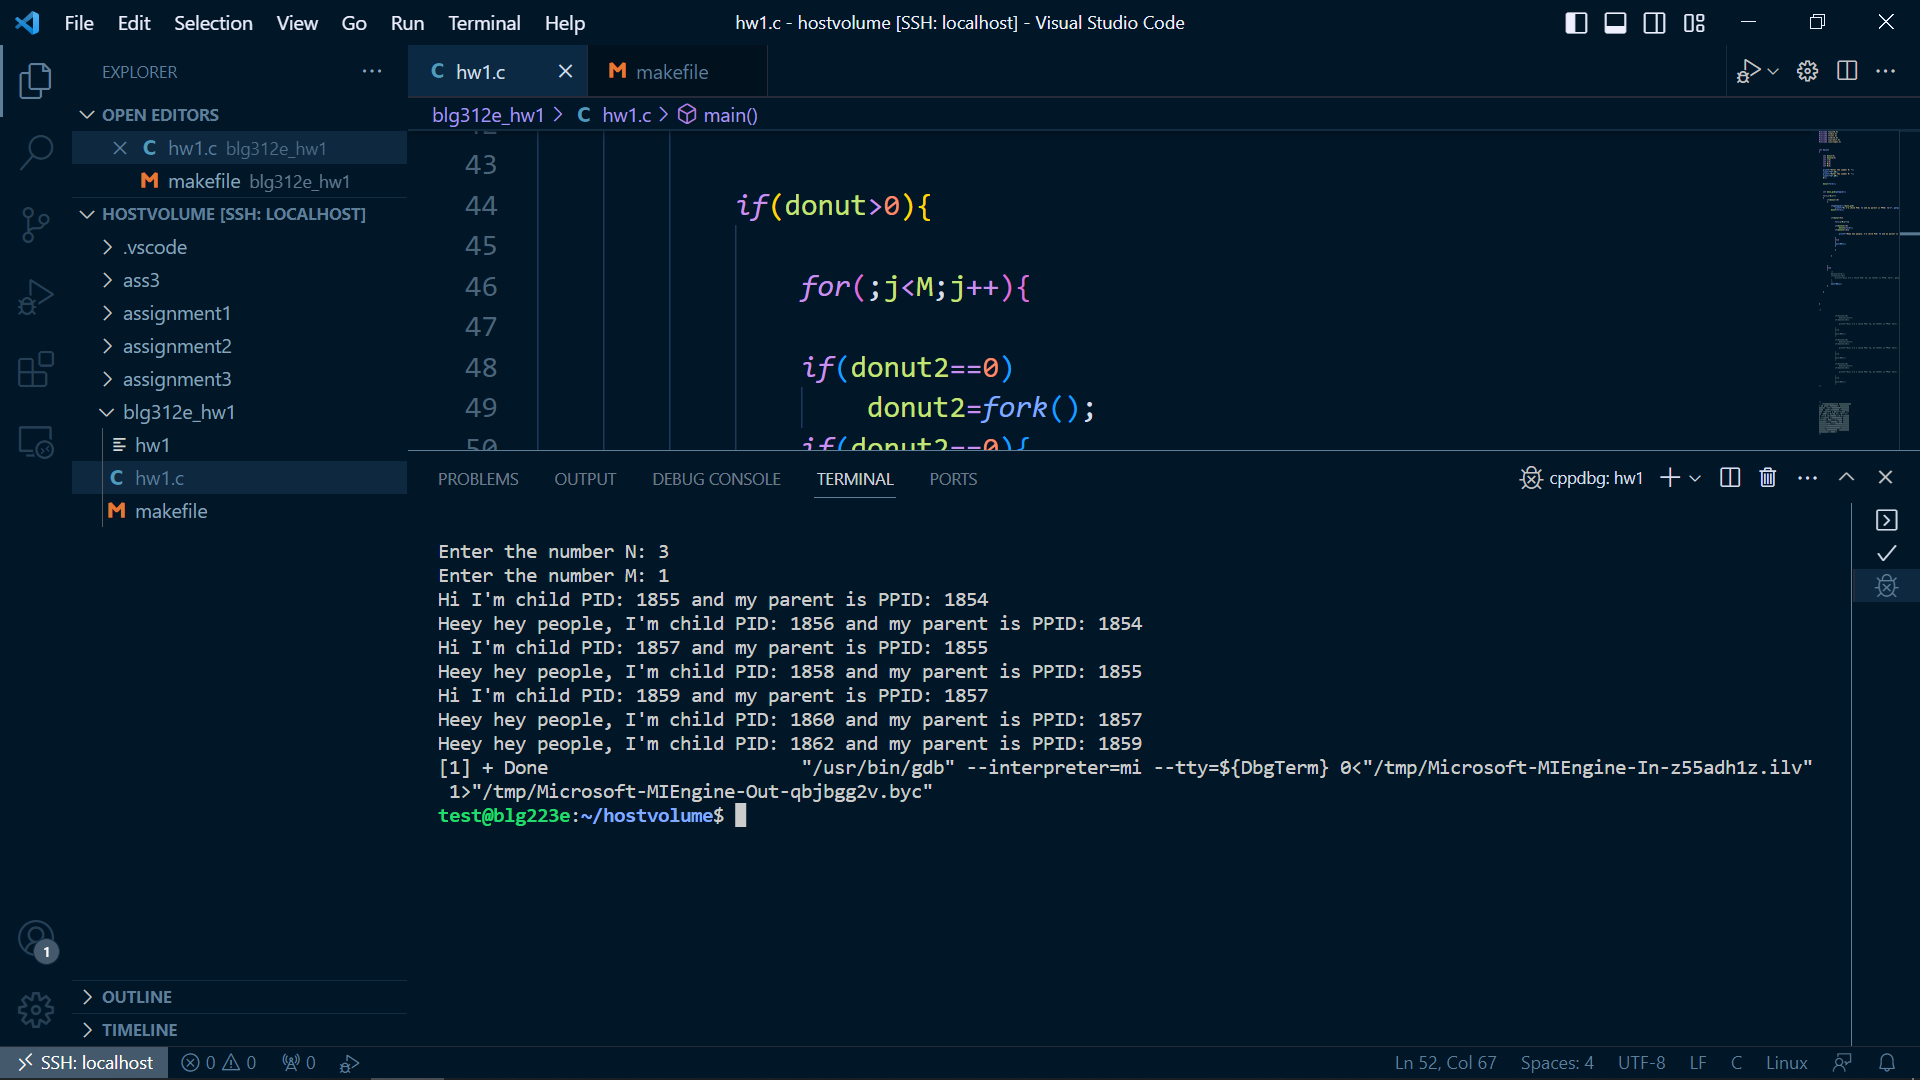 File Edit Selection View Go Run Terminal Help
hw1.c - hostvolume [SSH: localhost] - Visual Studio Code
EXPLORER
OPEN EDITORS
hw1.c blg312e_hw1
makefile blg312e_hw1
HOSTVOLUME [SSH: LOCALHOST]
.vscode
ass3
assignment1
assignment2
assignment3
blg312e_hw1
hw1
C hw1.c
M makefile
OUTLINE
TIMELINE
C hw1.c
M makefile
blg312e_hw1 > C hw1.c > main()
43
44 if(donut>0){
45
46 for(;j<M;j++){
47
48 if(donut2==0)
49 donut2=fork();
50 if(donut2==0){
PROBLEMS OUTPUT DEBUG CONSOLE TERMINAL PORTS
cppdbg: hw1
Enter the number N: 3
Enter the number M: 1
Hi I'm child PID: 1855 and my parent is PPID: 1854
Heey hey people, I'm child PID: 1856 and my parent is PPID: 1854
Hi I'm child PID: 1857 and my parent is PPID: 1855
Heey hey people, I'm child PID: 1858 and my parent is PPID: 1855
Hi I'm child PID: 1859 and my parent is PPID: 1857
Heey hey people, I'm child PID: 1860 and my parent is PPID: 1857
Heey hey people, I'm child PID: 1862 and my parent is PPID: 1859
[1] + Done "/usr/bin/gdb" --interpreter=mi --tty=${DbgTerm} 0<"/tmp/Microsoft-MIEngine-In-z55adh1z.ilv"
1>"/tmp/Microsoft-MIEngine-Out-qbjbgg2v.byc"
test@blg223e:~/hostvolume$
1
SSH: localhost 0 0 0
Ln 52, Col 67 Spaces: 4 UTF-8 LF C Linux